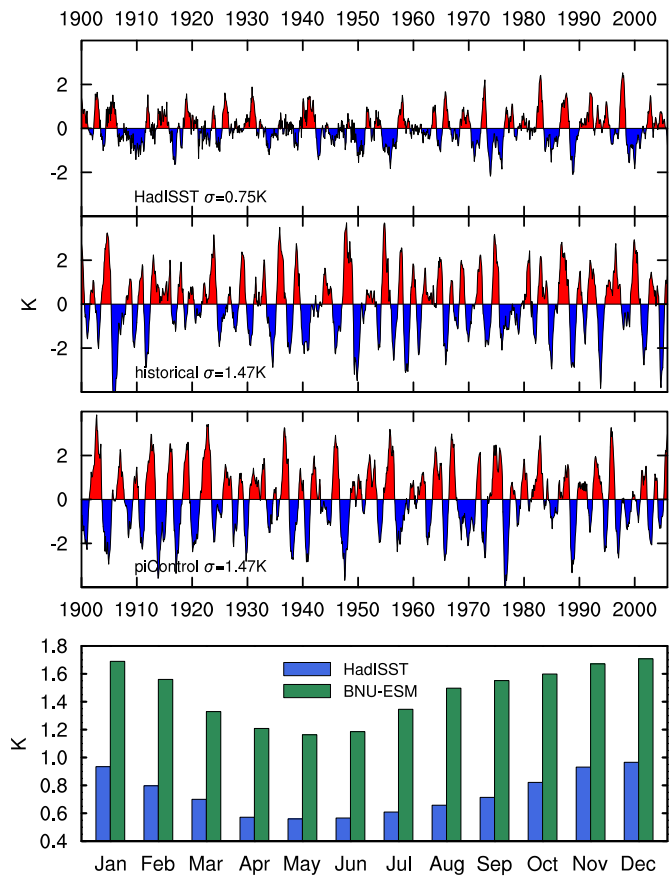 1900 1910 1920 1930 1940 1950 1960 1970 1980 1990 2000
2
0
-2
HadISST σ=0.75K
2
0
-2
historical σ=1.47K
K
2
0
-2
piControl σ=1.47K
1900 1910 1920 1930 1940 1950 1960 1970 1980 1990 2000
1.8
1.6
1.4
1.2
1.0
0.8
0.6
0.4
K
HadISST
BNU-ESM
Jan Feb Mar Apr May Jun Jul Aug Sep Oct Nov Dec